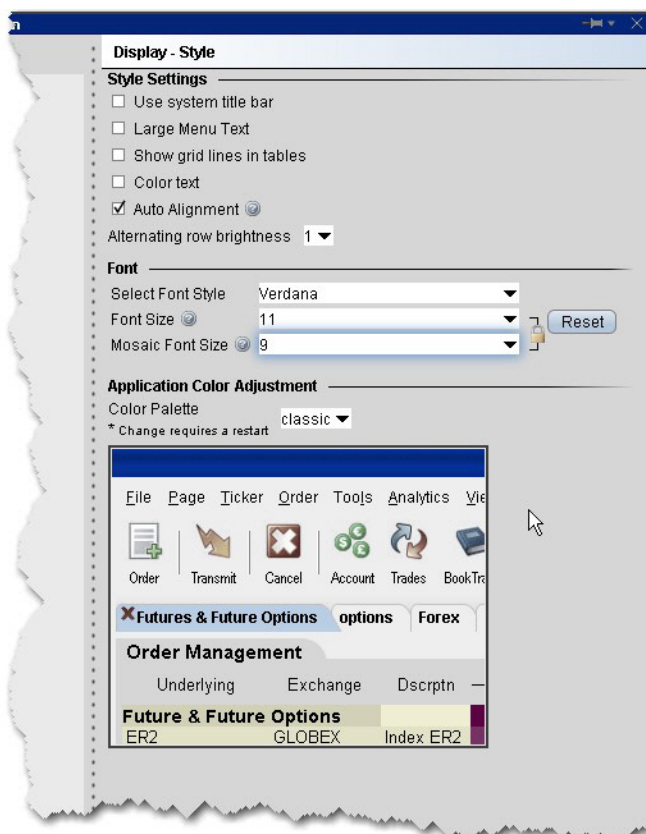 n
Display - Style
Style Settings
Use system title bar
Large Menu Text
Show grid lines in tables
Color text
Auto Alignment ?
Alternating row brightness 1
Font
Select Font Style Verdana
Font Size ? 11
Reset
Mosaic Font Size ? 9
Application Color Adjustment
Color Palette
classic
* Change requires a restart
File Page Ticker Order Tools Analytics Vie
Order Transmit Cancel Account Trades BookTra
Futures & Future Options options Forex
Order Management
Underlying Exchange Dscrptn
Future & Future Options
ER2 GLOBEX Index ER2